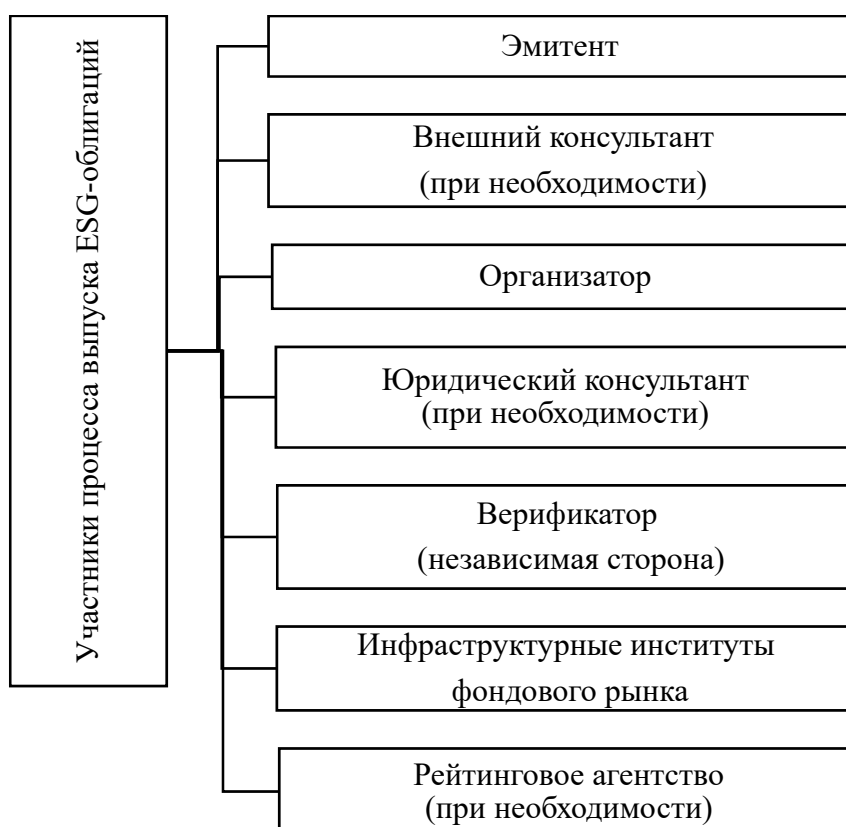 Участники процесса выпуска ESG-облигаций
Эмитент
Внешний консультант
(при необходимости)
Организатор
Юридический консультант
(при необходимости)
Верификатор
(независимая сторона)
Инфраструктурные институты
фондового рынка
Рейтинговое агентство
(при необходимости)